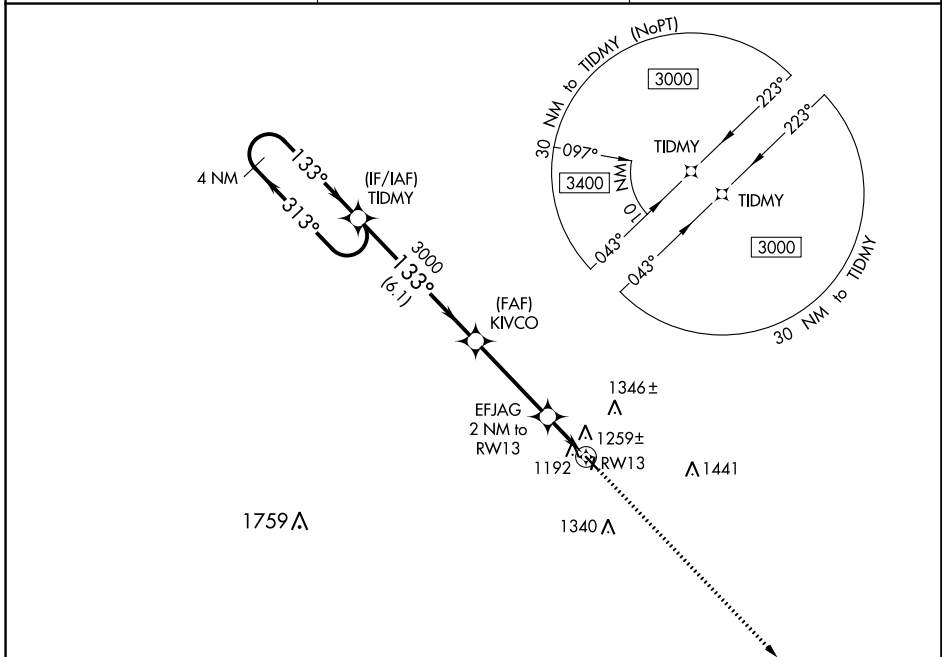 30 NM to TIDMY (NoPT)
3000
223°
223°
097°
TIDMY
3400
10 NM
TIDMY
043°
043°
3000
30 NM to TIDMY
133°
4 NM
313°
(IF/IAF)
TIDMY
3000
133°
(6.1)
(FAF)
KIVCO
EFJAG
2 NM to
RW13
1346±
1259±
1192
RW13
1441
1759
1340